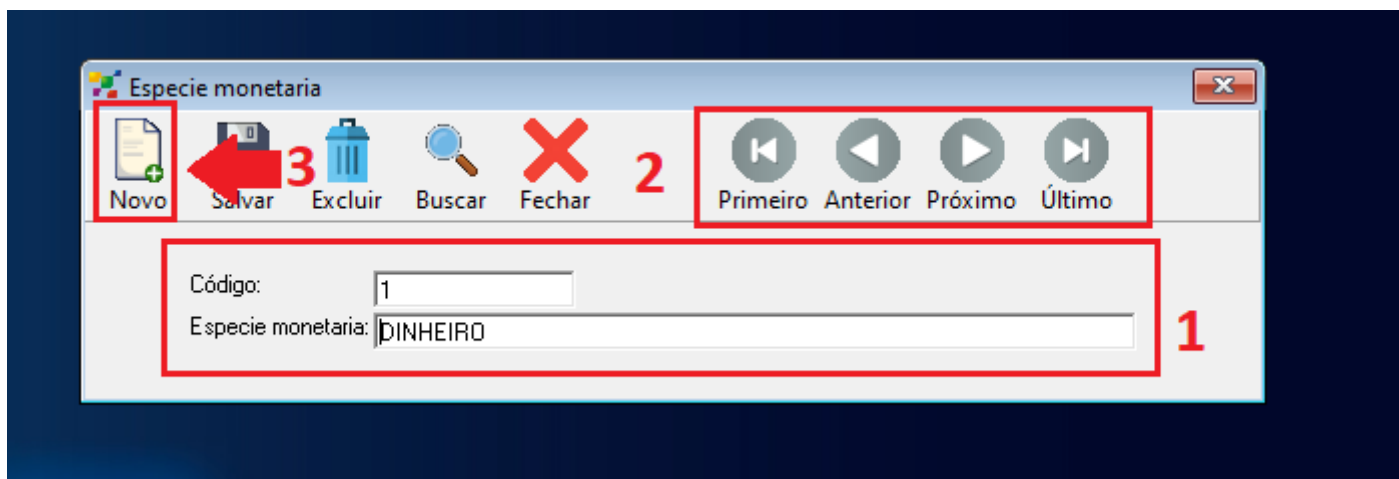 Especie monetaria
3 2
Novo Salvar Excluir Buscar Fechar Primeiro Anterior Próximo Último
Código: 1
Especie monetaria: DINHEIRO
1